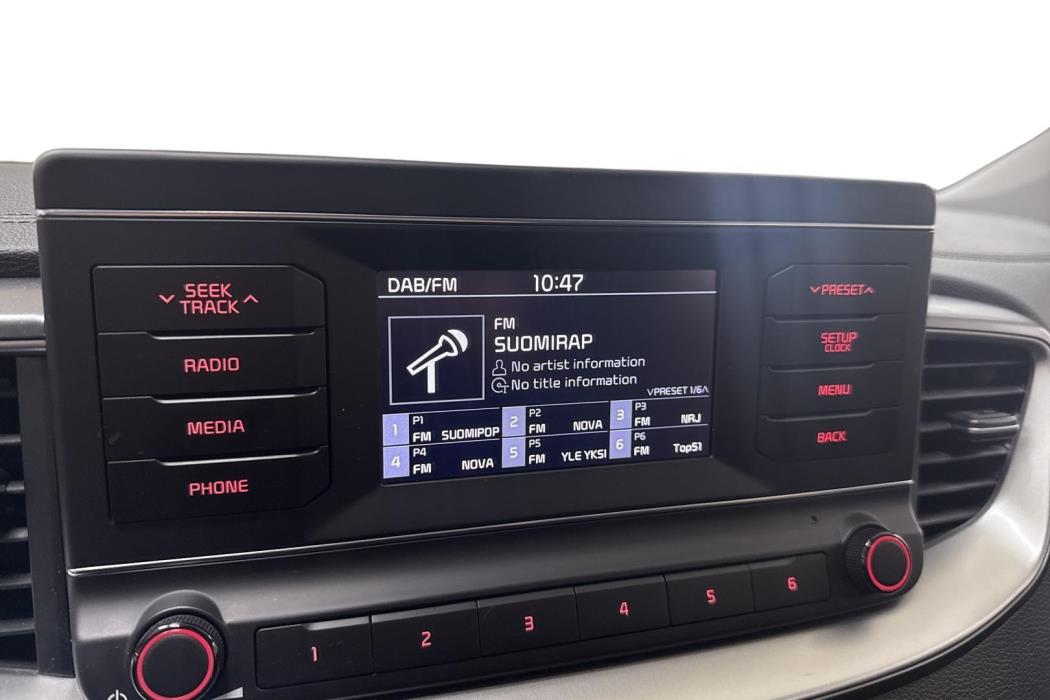 SEEK
TRACK
RADIO
MEDIA
PHONE
DAB/FM 10:47
FM
SUOMIRAP
No artist information
No title information
PRESET 1/6
1 P1 FM SUOMIPOP
2 P2 FM NOVA
3 P3 FM NRJ
4 P4 FM NOVA
5 P5 FM YLE YKSI
6 P6 FM Top51
PRESET
SETUP
CLOCK
MENU
BACK
1 2 3 4 5 6